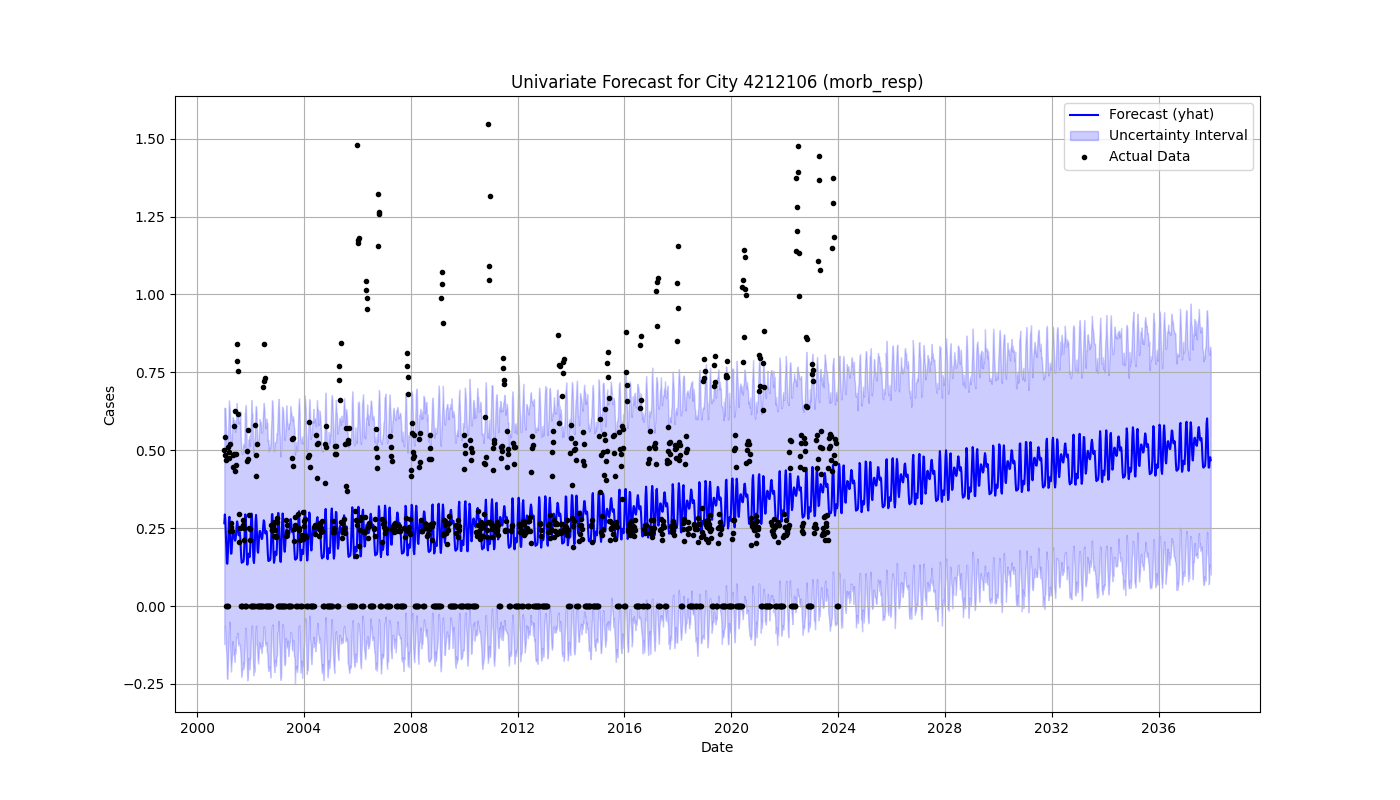 Univariate Forecast for City 4212106 (morb_resp)
Forecast (yhat)
Uncertainty Interval
Actual Data
Cases
1.50
1.25
1.00
0.75
0.50
0.25
0.00
−0.25
2000 2004 2008 2012 2016 2020 2024 2028 2032 2036
Date